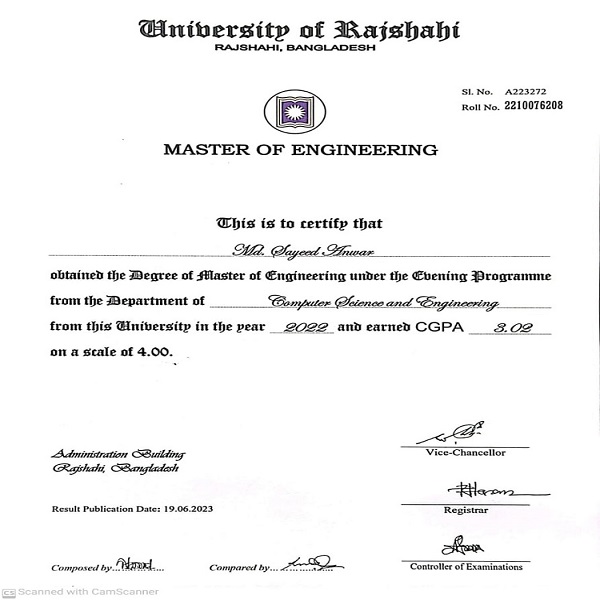 University of Rajshahi
RAJSHAHI, BANGLADESH
Sl. No. A223272
Roll No. 2210076208
MASTER OF ENGINEERING
This is to certify that
Md. Sayeed Anwar
obtained the Degree of Master of Engineering under the Evening Programme
from the Department of Computer Science and Engineering
from this University in the year 2022 and earned CGPA 3.02
on a scale of 4.00.
Administration Building
Rajshahi, Bangladesh
Vice-Chancellor
Registrar
Result Publication Date: 19.06.2023
Composed by
Compared by
Controller of Examinations
CS Scanned with CamScanner